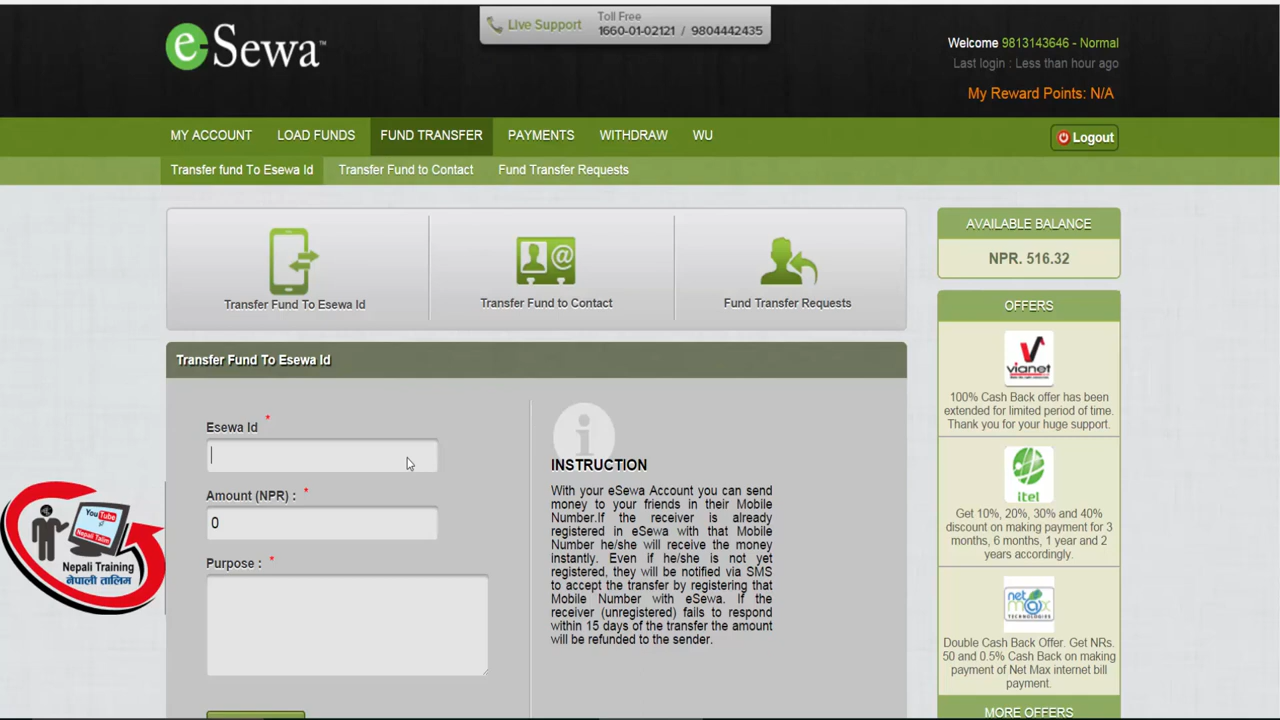 e-Sewa™
Live Support
Toll Free
1660-01-02121 / 9804442435
Welcome 9813143646 - Normal
Last login : Less than hour ago
My Reward Points: N/A
MY ACCOUNT
LOAD FUNDS
FUND TRANSFER
PAYMENTS
WITHDRAW
WU
Logout
Transfer fund To Esewa Id
Transfer Fund to Contact
Fund Transfer Requests
Transfer Fund To Esewa Id
Transfer Fund to Contact
Fund Transfer Requests
AVAILABLE BALANCE
NPR. 516.32
Transfer Fund To Esewa Id
Esewa Id *
Amount (NPR) : *
0
Purpose : *
INSTRUCTION
With your eSewa Account you can send
money to your friends in their Mobile
Number.If the receiver is already
registered in eSewa with that Mobile
Number he/she will receive the money
instantly. Even if he/she is not yet
registered, they will be notified via SMS
to accept the transfer by registering that
Mobile Number with eSewa. If the
receiver (unregistered) fails to respond
within 15 days of the transfer the amount
will be refunded to the sender.
OFFERS
vianet
100% Cash Back offer has been
extended for limited period of time.
Thank you for your huge support.
itel
Get 10%, 20%, 30% and 40%
discount on making payment for 3
months, 6 months, 1 year and 2
years accordingly.
net
m@x
TECHNOLOGIES
Double Cash Back Offer. Get NRs.
50 and 0.5% Cash Back on making
payment of Net Max internet bill
payment.
MORE OFFERS
You Tube
Nepali Talim
Nepali Training
नेपाली तालिम